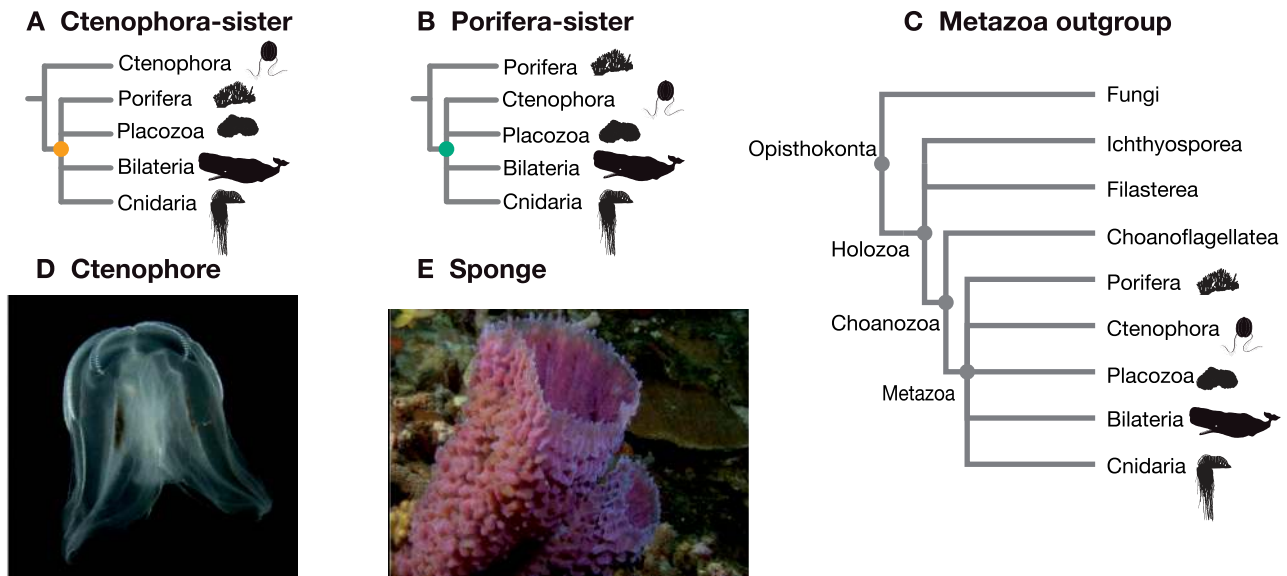 A Ctenophora-sister
Ctenophora
Porifera
Placozoa
Bilateria
Cnidaria
B Porifera-sister
Porifera
Ctenophora
Placozoa
Bilateria
Cnidaria
C Metazoa outgroup
Fungi
Opisthokonta
Ichthyosporea
Filasterea
Holozoa
Choanoflagellatea
Porifera
Choanozoa
Ctenophora
Placozoa
Metazoa
Bilateria
Cnidaria
D Ctenophore
E Sponge